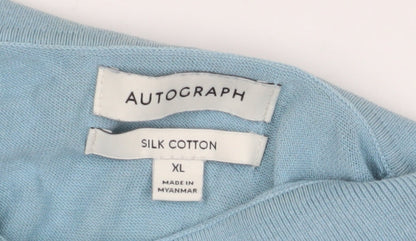 AUTOGRAPH
SILK COTTON
XL
MADE IN
MYANMAR